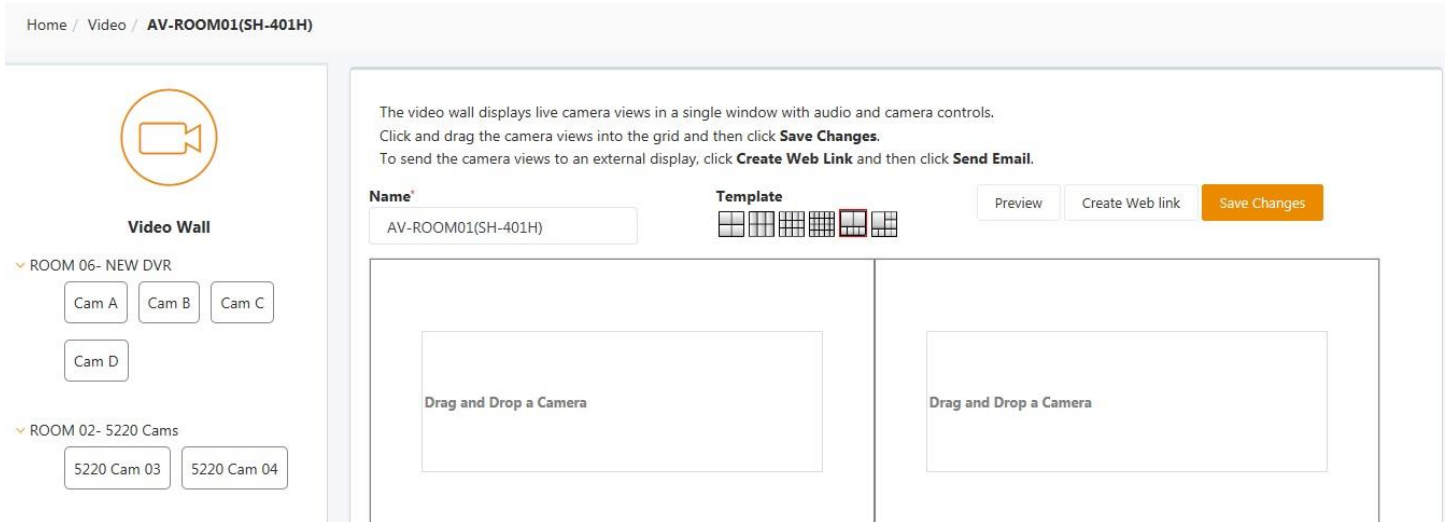 Home / Video / AV-ROOM01(SH-401H)
Video Wall
ROOM 06- NEW DVR
Cam A Cam B Cam C
Cam D
ROOM 02- 5220 Cams
5220 Cam 03 5220 Cam 04
The video wall displays live camera views in a single window with audio and camera controls.
Click and drag the camera views into the grid and then click Save Changes.
To send the camera views to an external display, click Create Web Link and then click Send Email.
Name* Template
Preview Create Web link Save Changes
AV-ROOM01(SH-401H)
Drag and Drop a Camera Drag and Drop a Camera